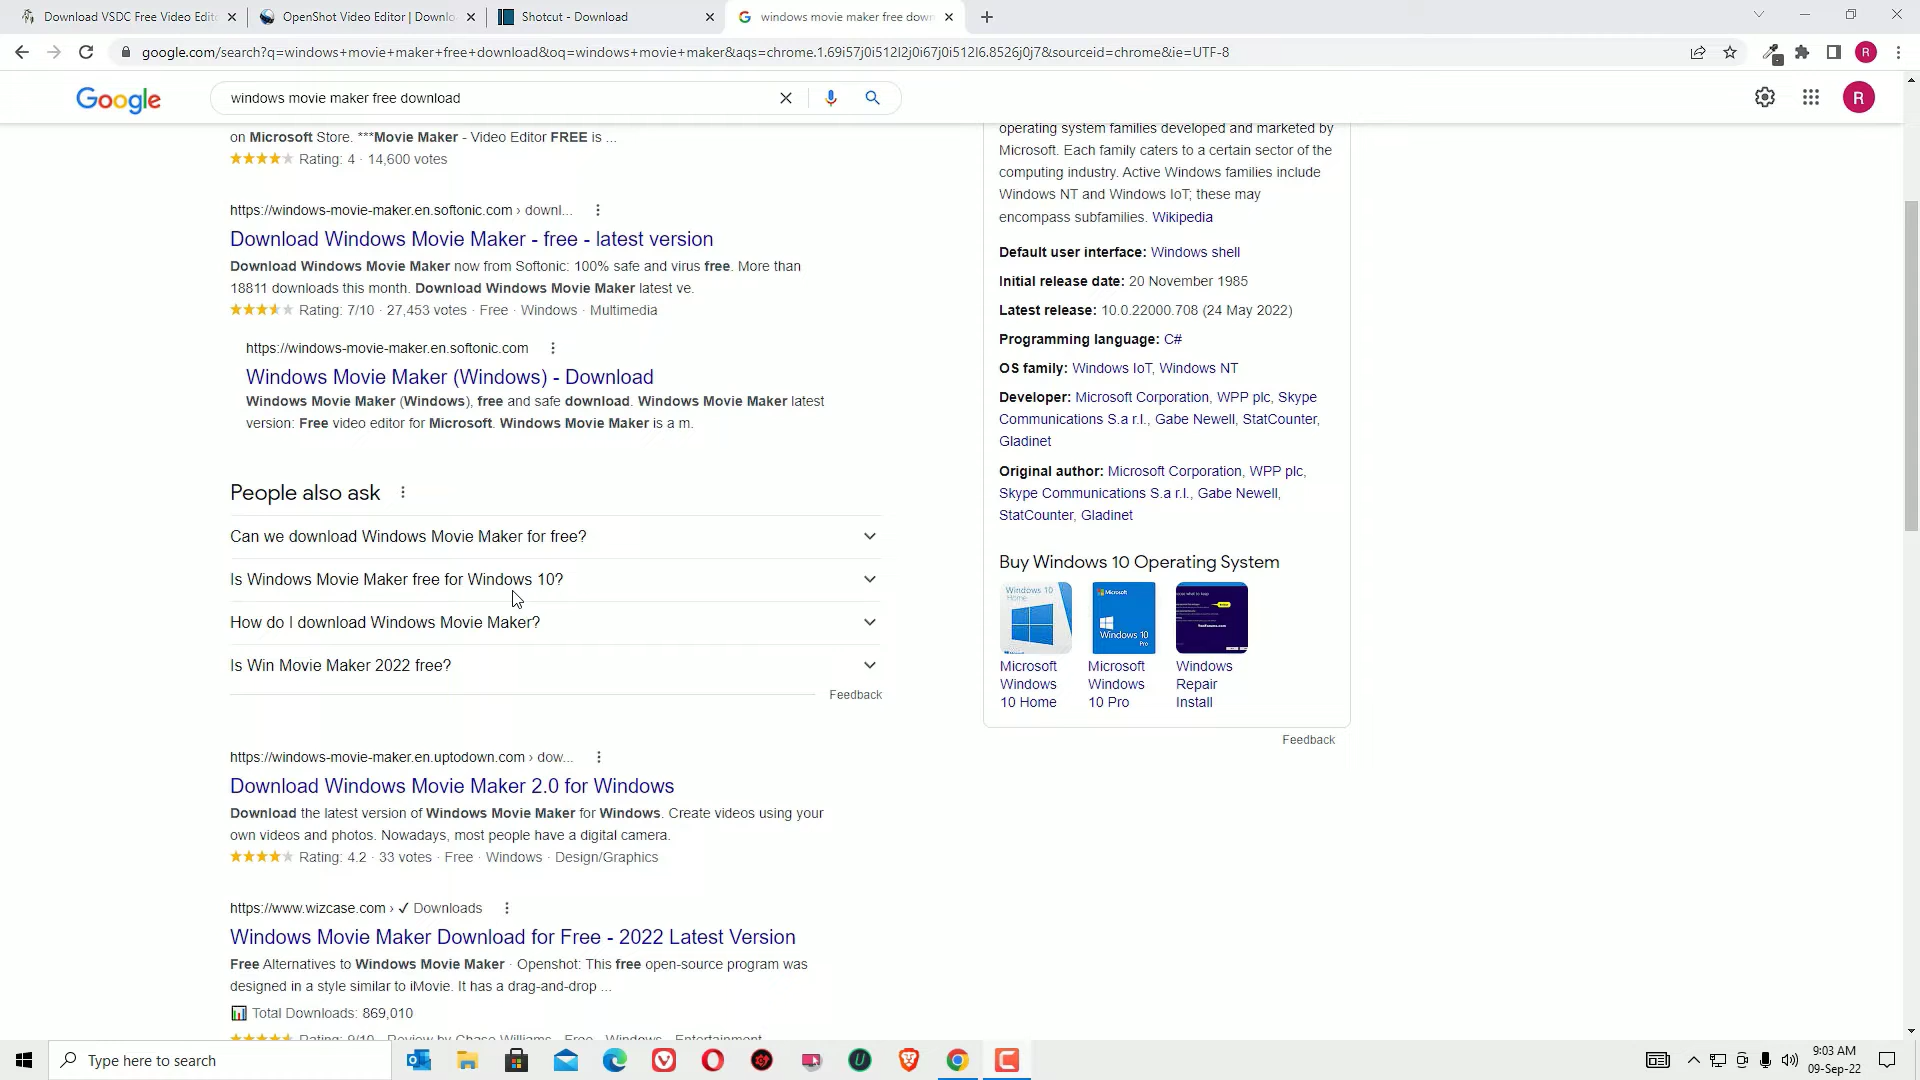 Download VSDC Free Video Edit
OpenShot Video Editor | Downlo
Shotcut - Download
windows movie maker free down
google.com/search?q=windows+movie+maker+free+download&oq=windows+movie+maker&aqs=chrome.1.69i57j0i512l2j0i67j0i512l6.8526j0j7&sourceid=chrome&ie=UTF-8
R
Google
windows movie maker free download
R
on Microsoft Store. ***Movie Maker - Video Editor FREE is ...
Rating: 4 · 14,600 votes
https://windows-movie-maker.en.softonic.com › downl...
Download Windows Movie Maker - free - latest version
Download Windows Movie Maker now from Softonic: 100% safe and virus free. More than
18811 downloads this month. Download Windows Movie Maker latest ve.
Rating: 7/10 · 27,453 votes · Free · Windows · Multimedia
https://windows-movie-maker.en.softonic.com
Windows Movie Maker (Windows) - Download
Windows Movie Maker (Windows), free and safe download. Windows Movie Maker latest
version: Free video editor for Microsoft. Windows Movie Maker is a m.
People also ask
Can we download Windows Movie Maker for free?
Is Windows Movie Maker free for Windows 10?
How do I download Windows Movie Maker?
Is Win Movie Maker 2022 free?
Feedback
https://windows-movie-maker.en.uptodown.com › dow...
Download Windows Movie Maker 2.0 for Windows
Download the latest version of Windows Movie Maker for Windows. Create videos using your
own videos and photos. Nowadays, most people have a digital camera.
Rating: 4.2 · 33 votes · Free · Windows · Design/Graphics
https://www.wizcase.com › ✓ Downloads
Windows Movie Maker Download for Free - 2022 Latest Version
Free Alternatives to Windows Movie Maker · Openshot: This free open-source program was
designed in a style similar to iMovie. It has a drag-and-drop ...
Total Downloads: 869,010
Rating: 9/10 · Review by Chase Williams · Free · Windows · Entertainment
operating system families developed and marketed by
Microsoft. Each family caters to a certain sector of the
computing industry. Active Windows families include
Windows NT and Windows IoT; these may
encompass subfamilies. Wikipedia
Default user interface: Windows shell
Initial release date: 20 November 1985
Latest release: 10.0.22000.708 (24 May 2022)
Programming language: C#
OS family: Windows IoT, Windows NT
Developer: Microsoft Corporation, WPP plc, Skype
Communications S.a r.l., Gabe Newell, StatCounter,
Gladinet
Original author: Microsoft Corporation, WPP plc,
Skype Communications S.a r.l., Gabe Newell,
StatCounter, Gladinet
Buy Windows 10 Operating System
Windows 10
Home
Microsoft
Windows 10
Pro
Microsoft
Windows
10 Home
Microsoft
Windows
10 Pro
Windows
Repair
Install
Feedback
Type here to search
9:03 AM
09-Sep-22